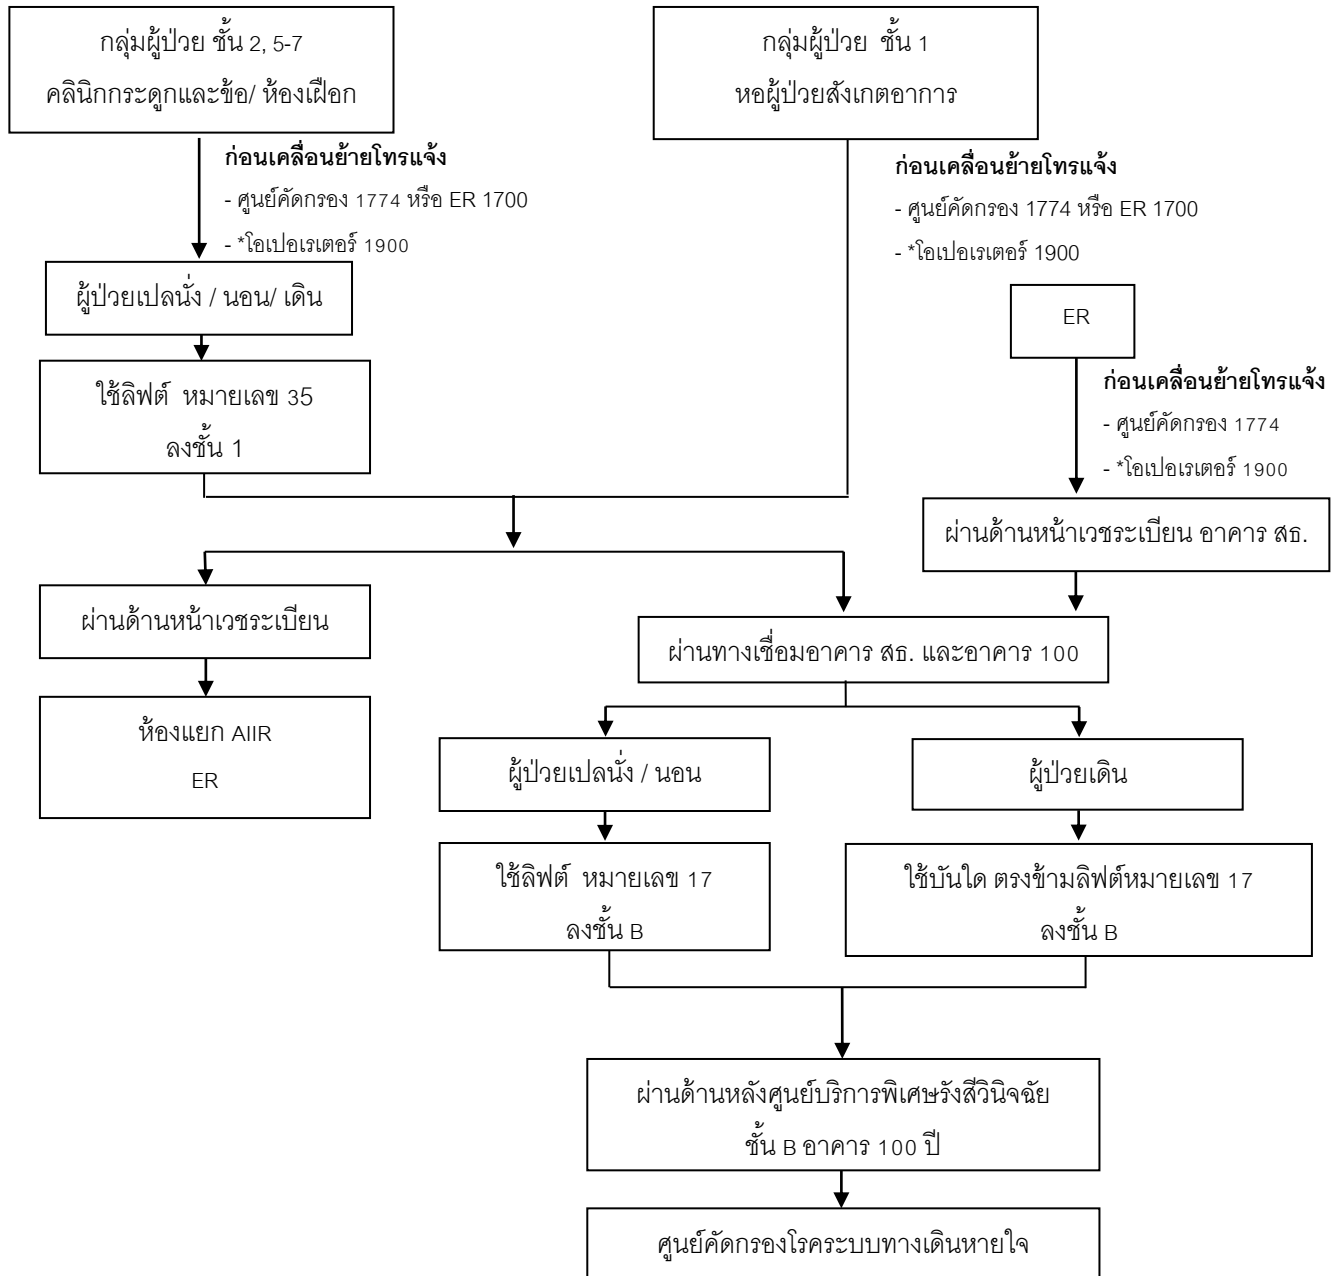 กลุ่มผู้ป่วย ชั้น 2, 5-7
คลินิกกระดูกและข้อ/ ห้องเฝือก
กลุ่มผู้ป่วย ชั้น 1
หอผู้ป่วยสังเกตอาการ
ก่อนเคลื่อนย้ายโทรแจ้ง
- ศูนย์คัดกรอง 1774 หรือ ER 1700
- *โอเปอเรเตอร์ 1900
ก่อนเคลื่อนย้ายโทรแจ้ง
- ศูนย์คัดกรอง 1774 หรือ ER 1700
- *โอเปอเรเตอร์ 1900
ผู้ป่วยเปลนั่ง / นอน/ เดิน
ER
ใช้ลิฟต์ หมายเลข 35
ลงชั้น 1
ก่อนเคลื่อนย้ายโทรแจ้ง
- ศูนย์คัดกรอง 1774
- *โอเปอเรเตอร์ 1900
ผ่านด้านหน้าเวชระเบียน อาคาร สธ.
ผ่านด้านหน้าเวชระเบียน
ผ่านทางเชื่อมอาคาร สธ. และอาคาร 100
ห้องแยก AIIR
ER
ผู้ป่วยเปลนั่ง / นอน
ผู้ป่วยเดิน
ใช้ลิฟต์ หมายเลข 17
ลงชั้น B
ใช้บันใด ตรงข้ามลิฟต์หมายเลข 17
ลงชั้น B
ผ่านด้านหลังศูนย์บริการพิเศษรังสีวินิจฉัย
ชั้น B อาคาร 100 ปี
ศูนย์คัดกรองโรคระบบทางเดินหายใจ